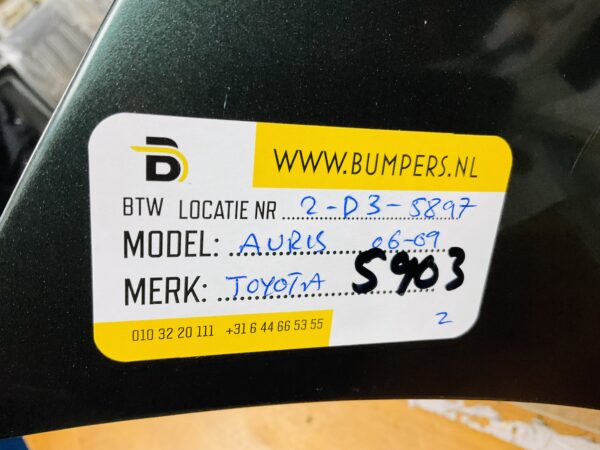 WWW.BUMPERS.NL
BTW LOCATIE NR 2-D3-5897
MODEL: AURIS 06-09
MERK: TOYOTA 5903
010 32 20 111 +31 6 44 66 53 55
2